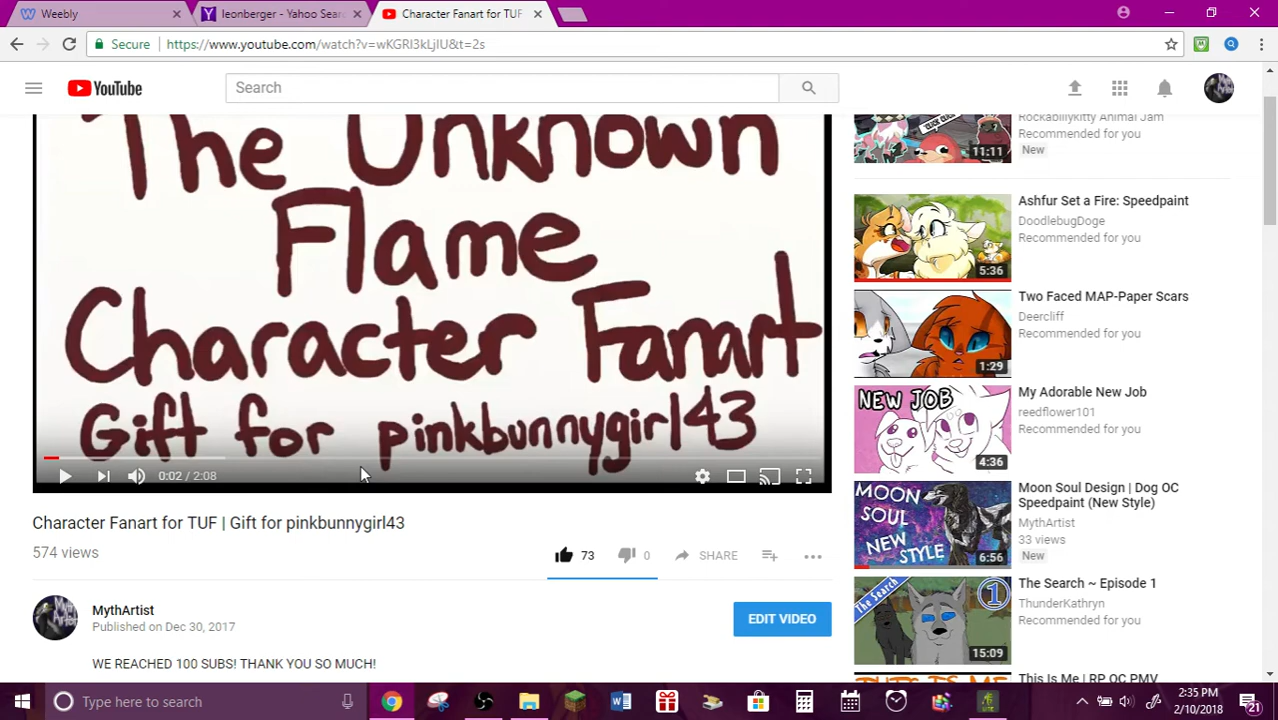 Weebly
leonberger - Yahoo Sear
Character Fanart for TUF
Secure
https://www.youtube.com/watch?v=wKGRI3kLjIU&t=2s
YouTube
Search
The Unknown
Flame
Character Fanart
Gift for pinkbunnygirl43
0:02 / 2:08
Character Fanart for TUF | Gift for pinkbunnygirl43
574 views
73
0
SHARE
MythArtist
Published on Dec 30, 2017
EDIT VIDEO
WE REACHED 100 SUBS! THANK YOU SO MUCH!
CLICK CLICK
11:11
Rockabillykitty Animal Jam
Recommended for you
New
5:36
Ashfur Set a Fire: Speedpaint
DoodlebugDoge
Recommended for you
1:29
Two Faced MAP-Paper Scars
Deercliff
Recommended for you
NEW JOB
4:36
My Adorable New Job
reedflower101
Recommended for you
MOON
SOUL
NEW
STYLE
6:56
Moon Soul Design | Dog OC
Speedpaint (New Style)
MythArtist
33 views
New
The Search
1
15:09
The Search ~ Episode 1
ThunderKathryn
Recommended for you
This Is Me | RP OC PMV
Type here to search
2:35 PM
2/10/2018
21